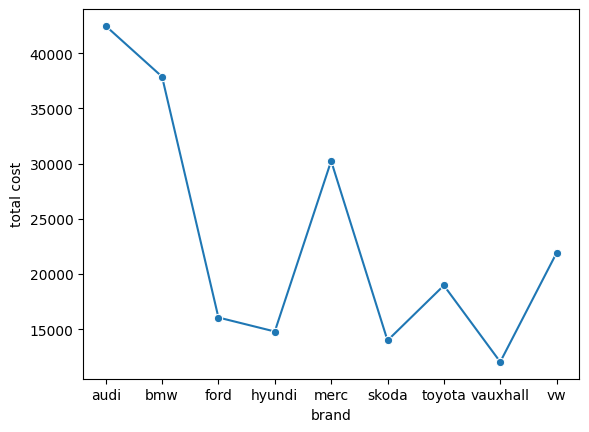 40000
35000
30000
25000
20000
15000
total cost
audi bmw ford hyundi merc skoda toyota vauxhall vw
brand